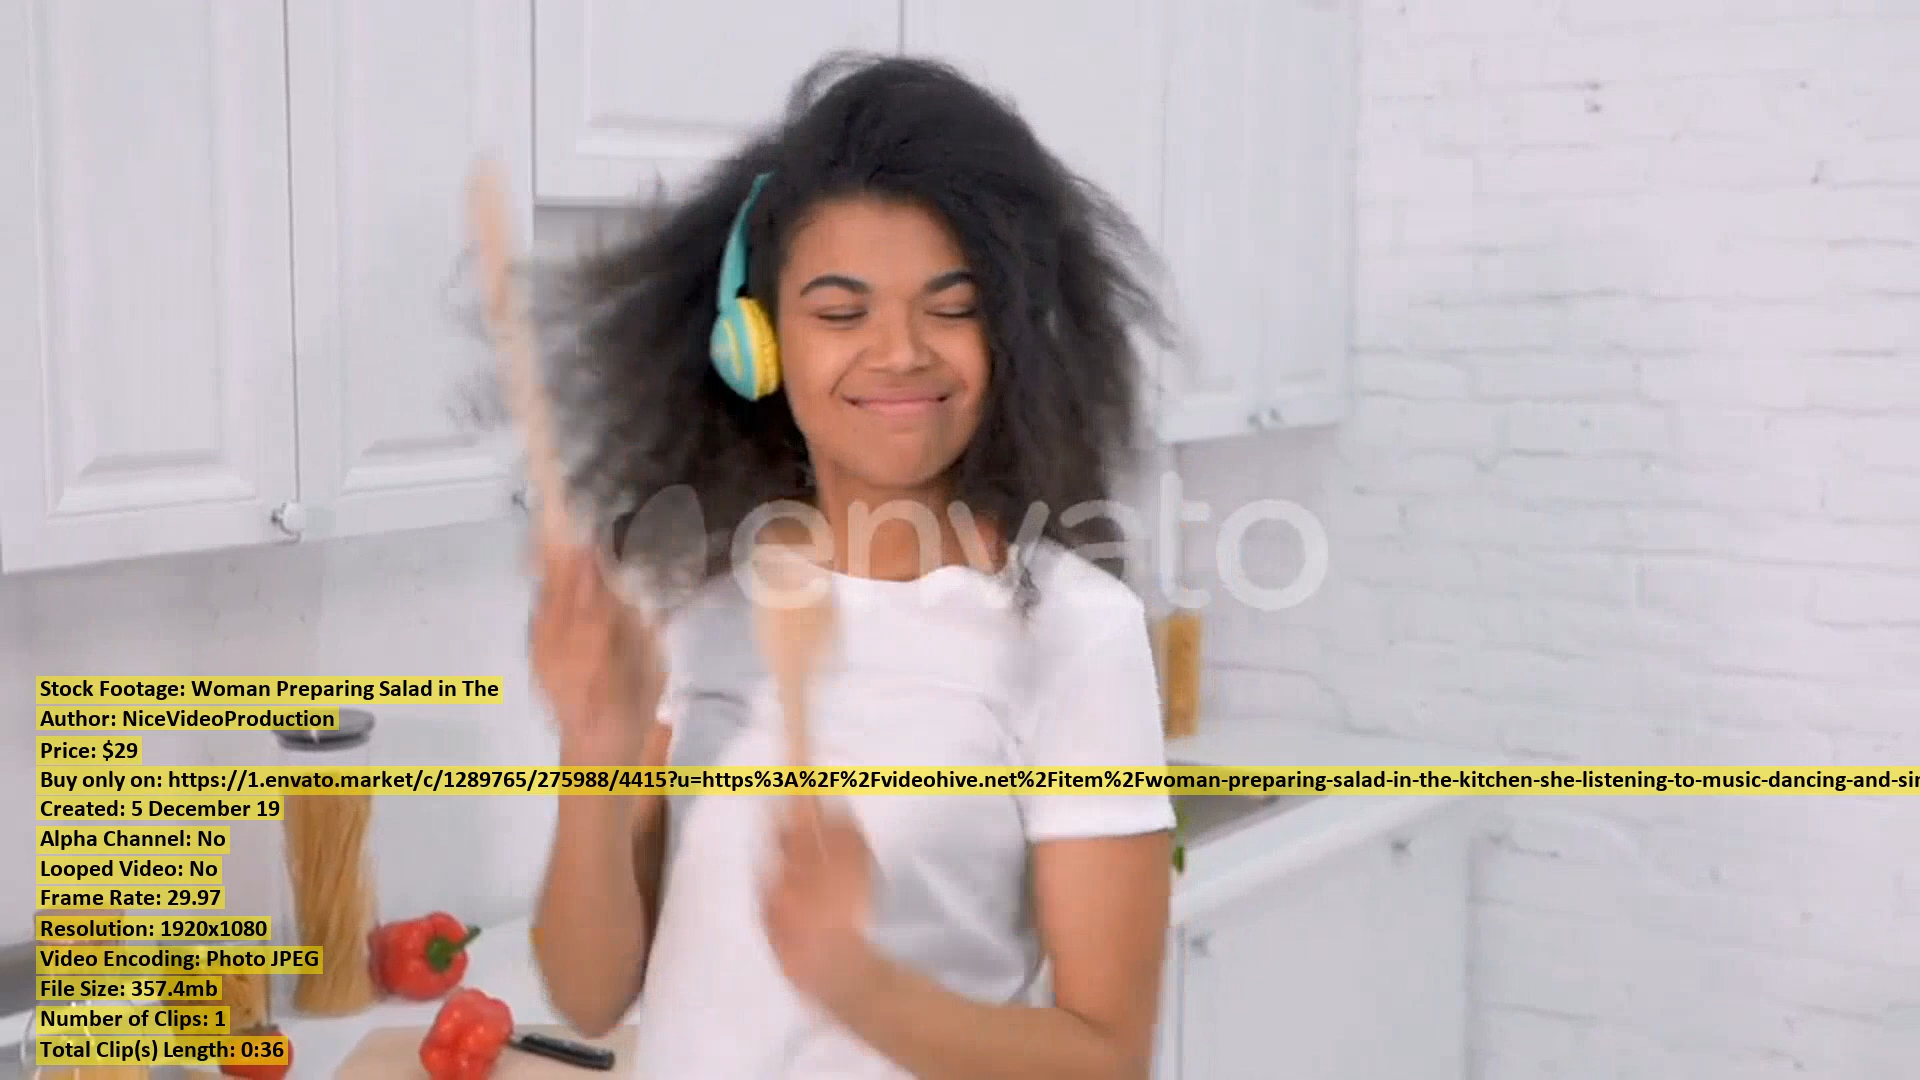 envato
Stock Footage: Woman Preparing Salad in The
Author: NiceVideoProduction
Price: $29
Buy only on: https://1.envato.market/c/1289765/275988/4415?u=https%3A%2F%2Fvideohive.net%2Fitem%2Fwoman-preparing-salad-in-the-kitchen-she-listening-to-music-dancing-and-sin
Created: 5 December 19
Alpha Channel: No
Looped Video: No
Frame Rate: 29.97
Resolution: 1920x1080
Video Encoding: Photo JPEG
File Size: 357.4mb
Number of Clips: 1
Total Clip(s) Length: 0:36